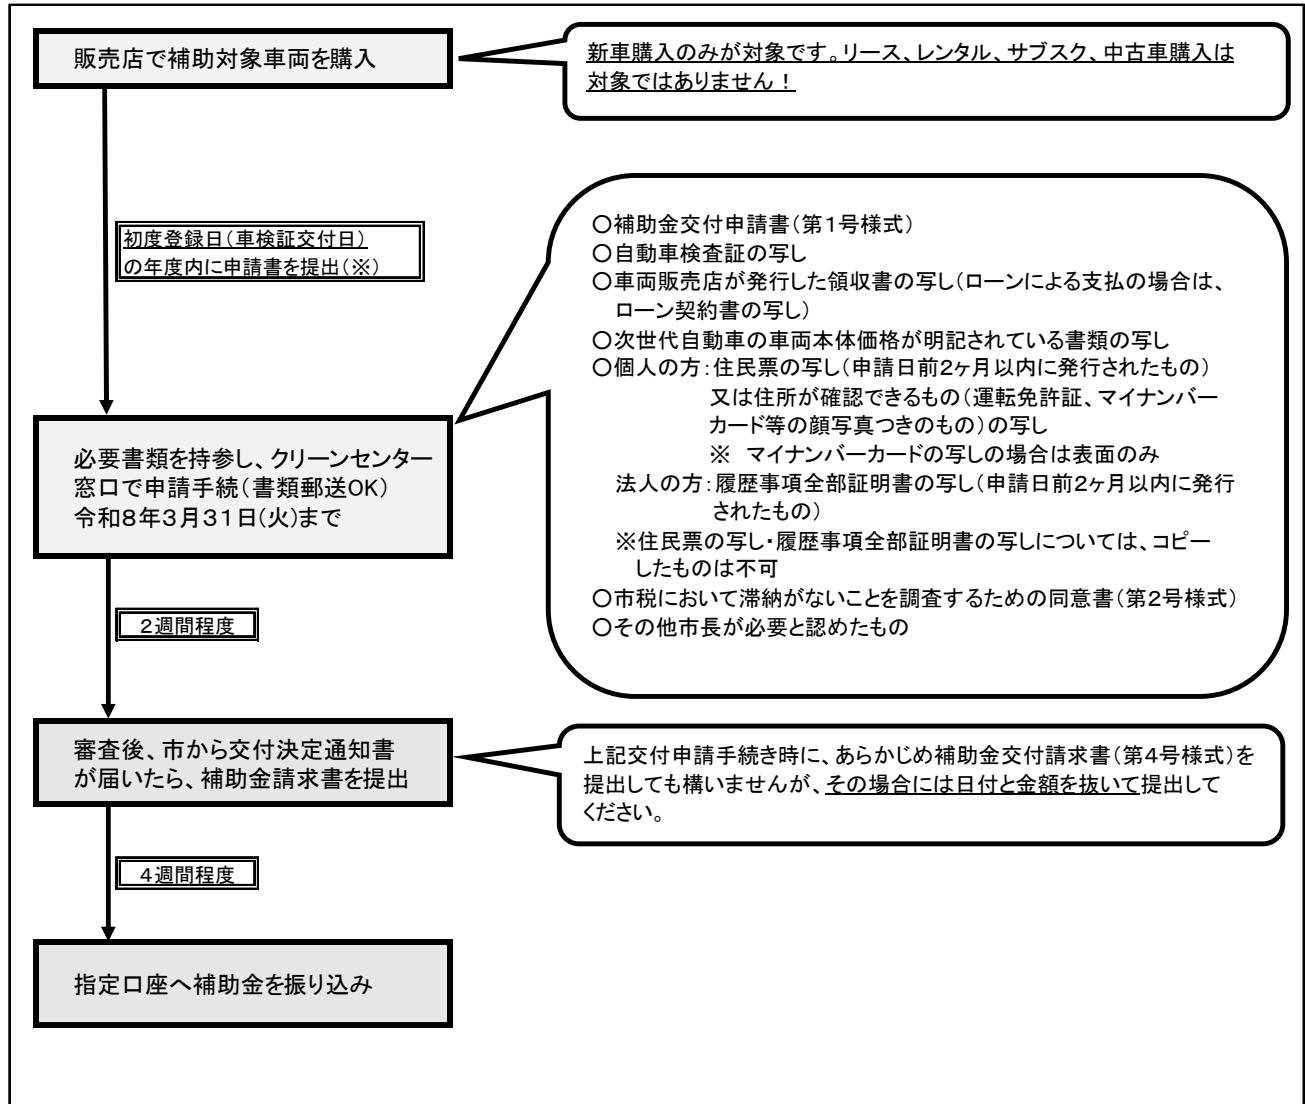 販売店で補助対象車両を購入
新車購入のみが対象です。リース、レンタル、サブスク、中古車購入は
対象ではありません！
初度登録日（車検証交付日）
の年度内に申請書を提出（※）
〇補助金交付申請書（第１号様式）
〇自動車検査証の写し
〇車両販売店が発行した領収書の写し（ローンによる支払の場合は、
ローン契約書の写し）
〇次世代自動車の車両本体価格が明記されている書類の写し
〇個人の方：住民票の写し（申請日前２ヶ月以内に発行されたもの）
又は住所が確認できるもの（運転免許証、マイナンバー
カード等の顔写真つきのもの）の写し
※　マイナンバーカードの写しの場合は表面のみ
法人の方：履歴事項全部証明書の写し（申請日前２ヶ月以内に発行
されたもの）
※住民票の写し・履歴事項全部証明書の写しについては、コピー
したものは不可
〇市税において滞納がないことを調査するための同意書（第２号様式）
〇その他市長が必要と認めたもの
必要書類を持参し、クリーンセンター
窓口で申請手続（書類郵送OK）
令和８年３月３１日（火）まで
２週間程度
審査後、市から交付決定通知書
が届いたら、補助金請求書を提出
上記交付申請手続き時に、あらかじめ補助金交付請求書（第４号様式）を
提出しても構いませんが、その場合には日付と金額を抜いて提出して
ください。
４週間程度
指定口座へ補助金を振り込み